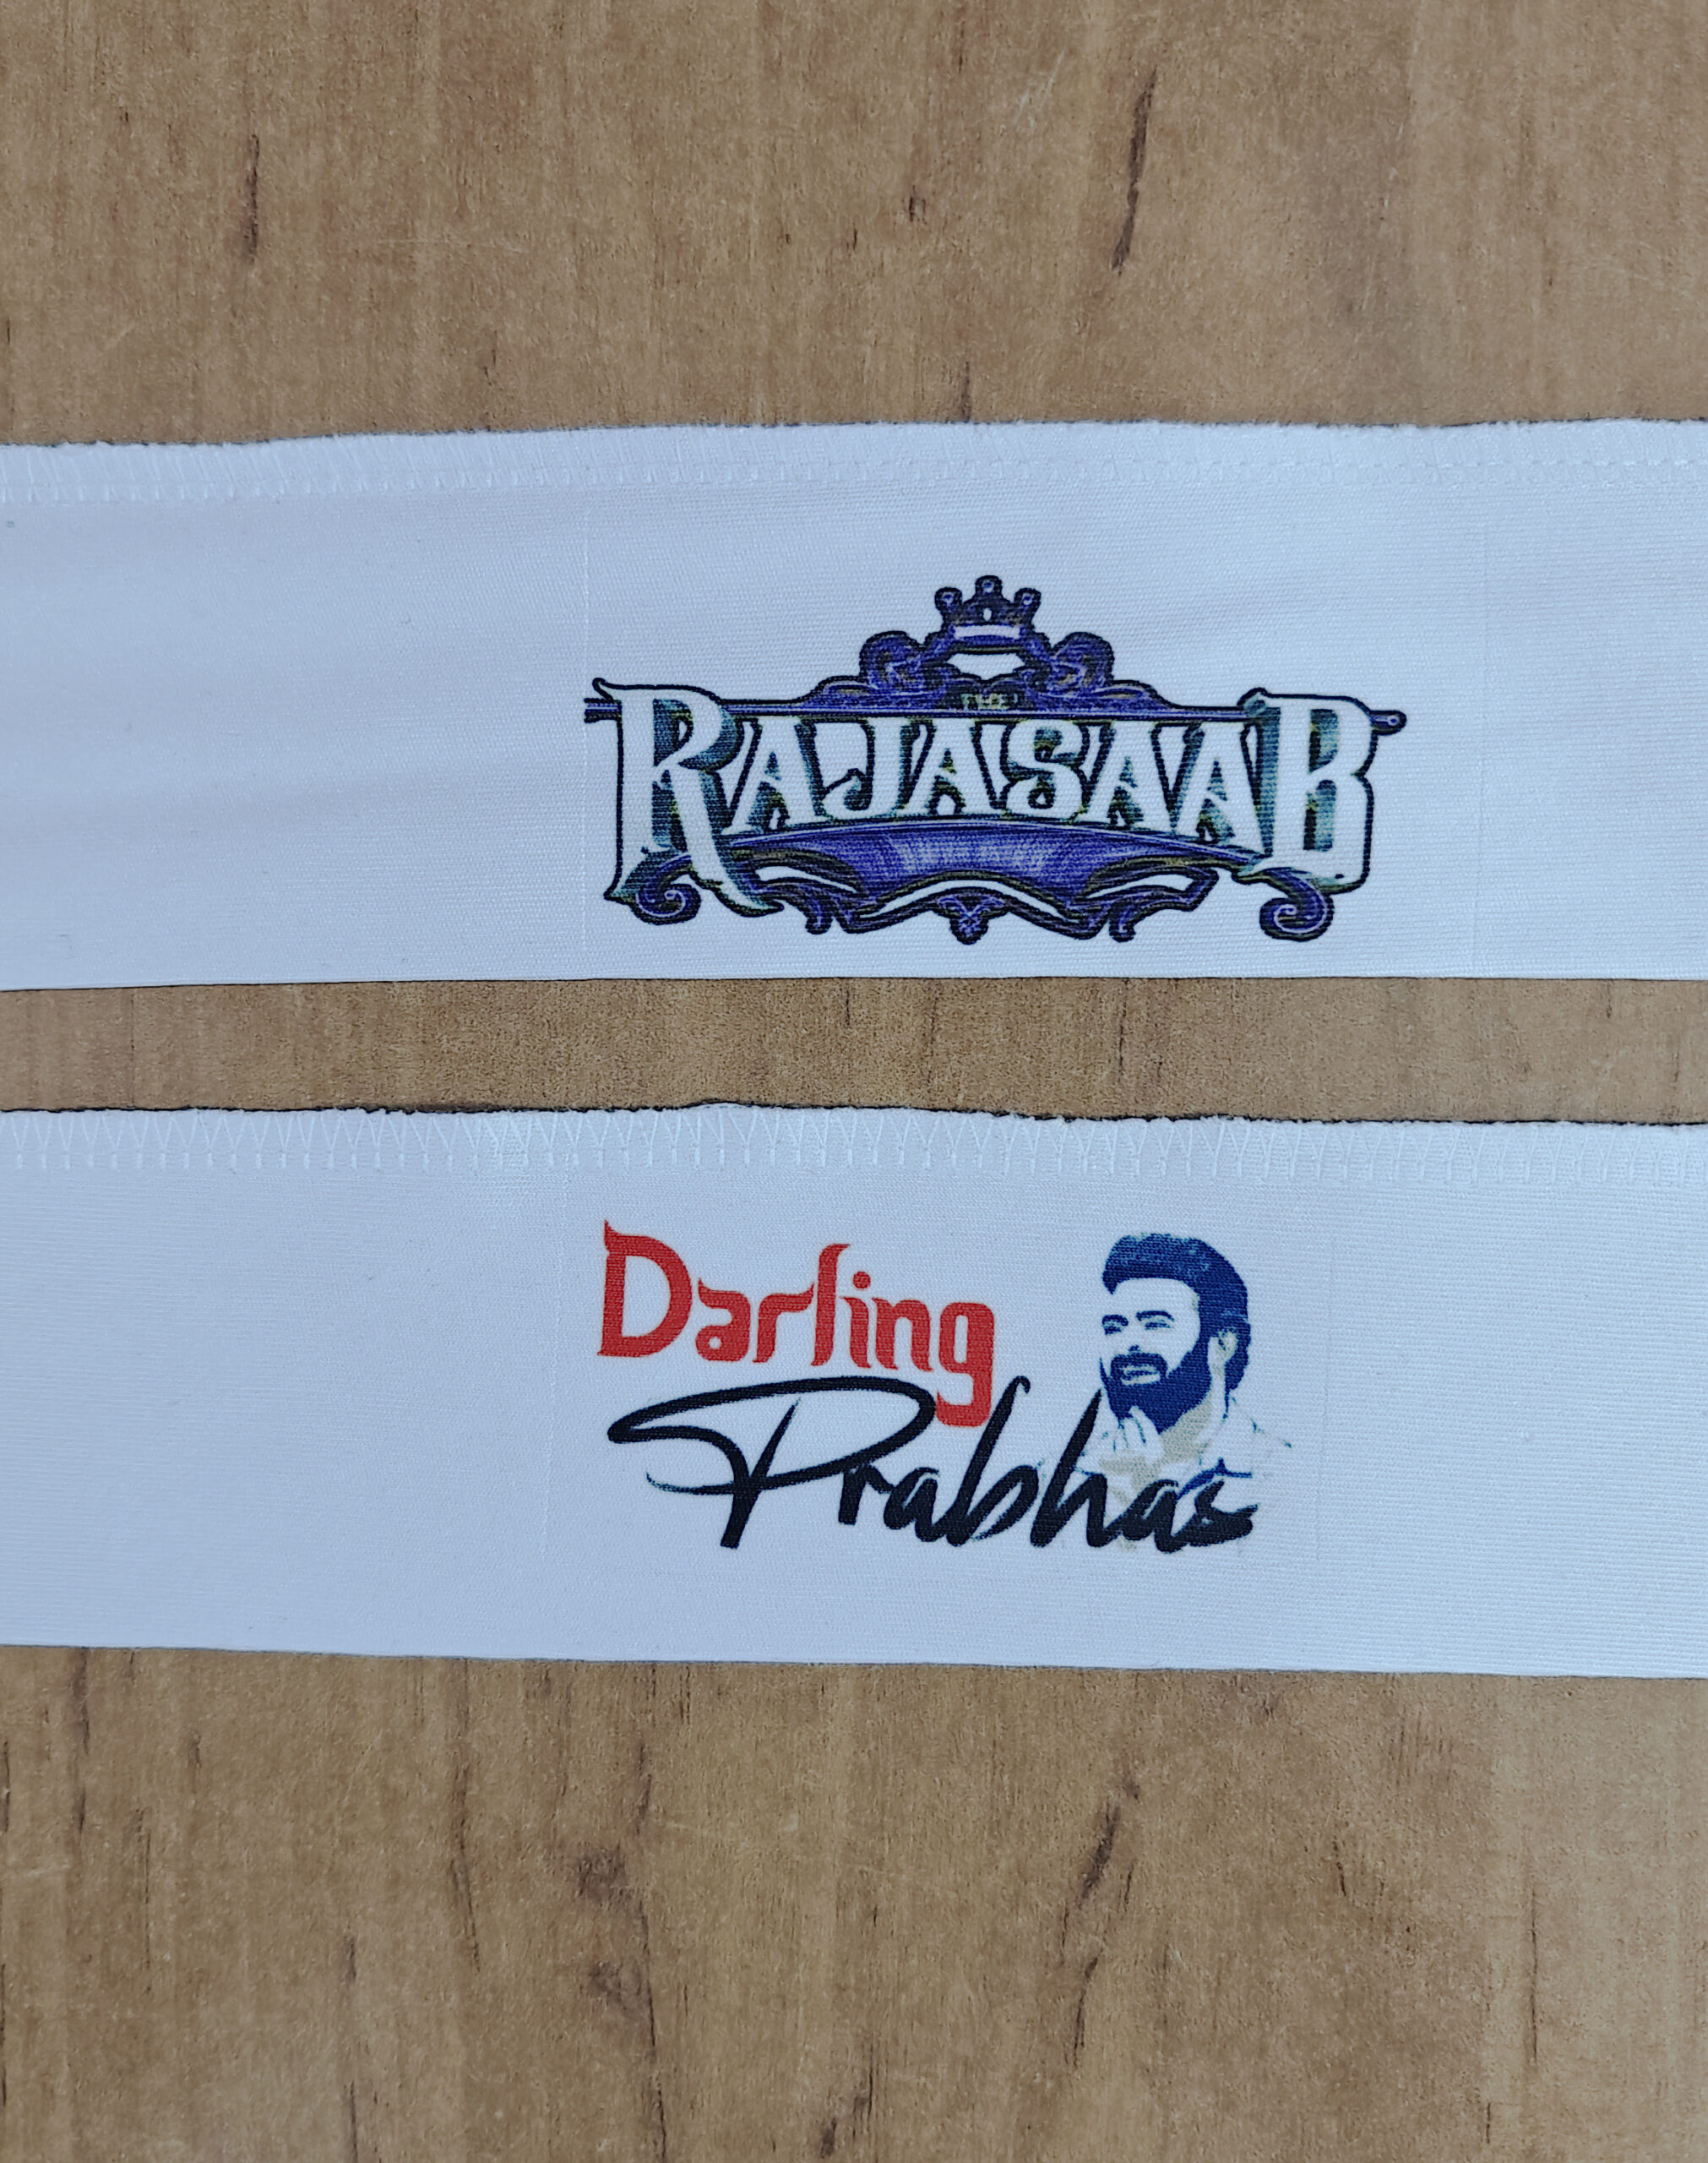 THE
RAJASAAB
Darling
Prabhas